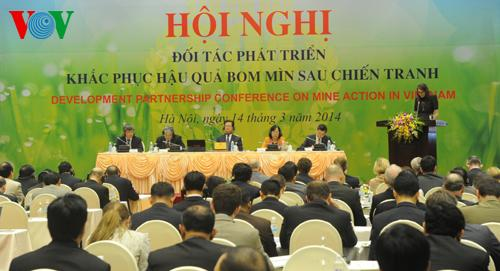 VOV
HỘI NGHỊ
ĐỐI TÁC PHÁT TRIỂN
KHẮC PHỤC HẬU QUẢ BOM MÌN SAU CHIẾN TRANH
DEVELOPMENT PARTNERSHIP CONFERENCE ON MINE ACTION IN VIETNAM
Hà Nội, ngày 14 tháng 3 năm 2014